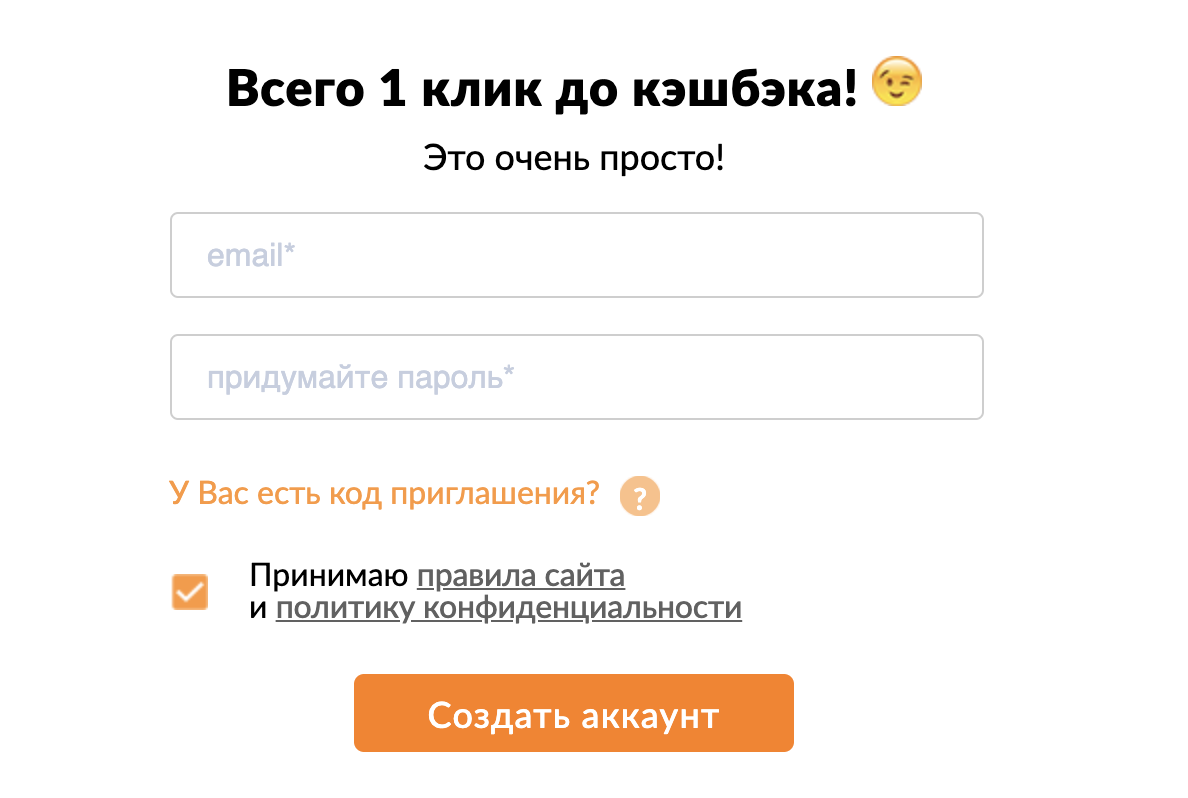 Всего 1 клик до кэшбэка! 😉
Это очень просто!
email*
придумайте пароль*
У Вас есть код приглашения? ?
Принимаю правила сайта
и политику конфиденциальности
Создать аккаунт